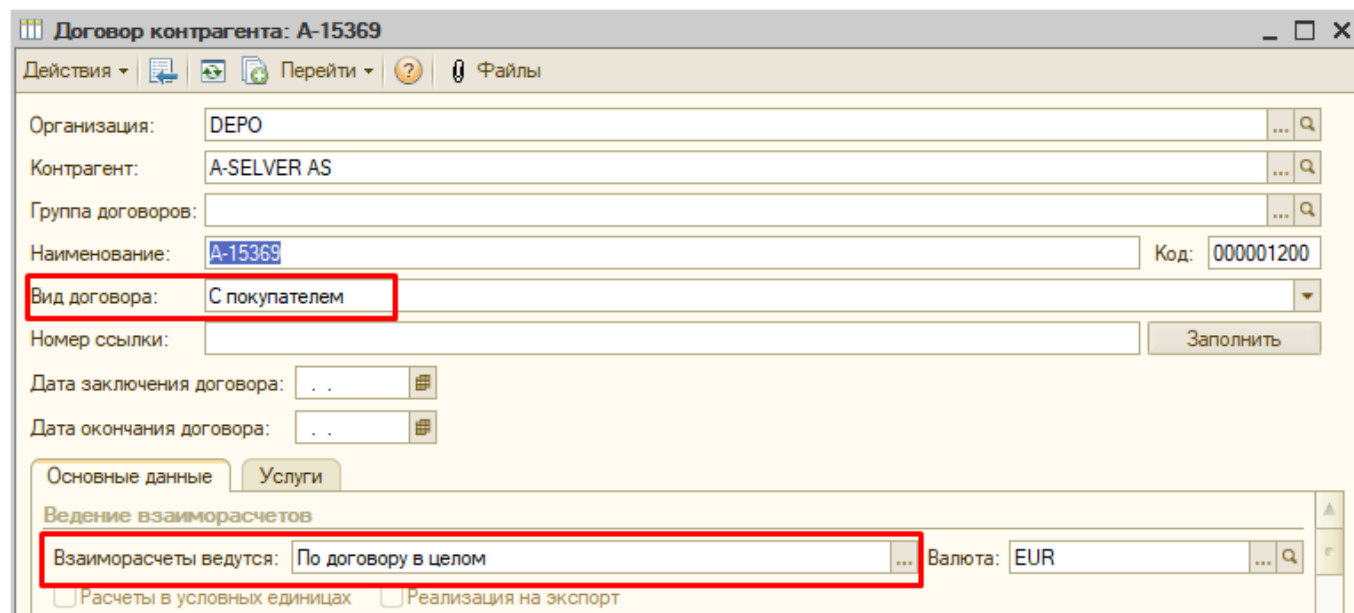 Договор контрагента: А-15369
Действия Перейти Файлы
Организация: DEPO
Контрагент: A-SELVER AS
Группа договоров:
Наименование: А-15369 Код: 000001200
Вид договора: С покупателем
Номер ссылки: Заполнить
Дата заключения договора: . .
Дата окончания договора: . .
Основные данные Услуги
Ведение взаиморасчетов
Взаиморасчеты ведутся: По договору в целом ... Валюта: EUR ...
Расчеты в условных единицах Реализация на экспорт